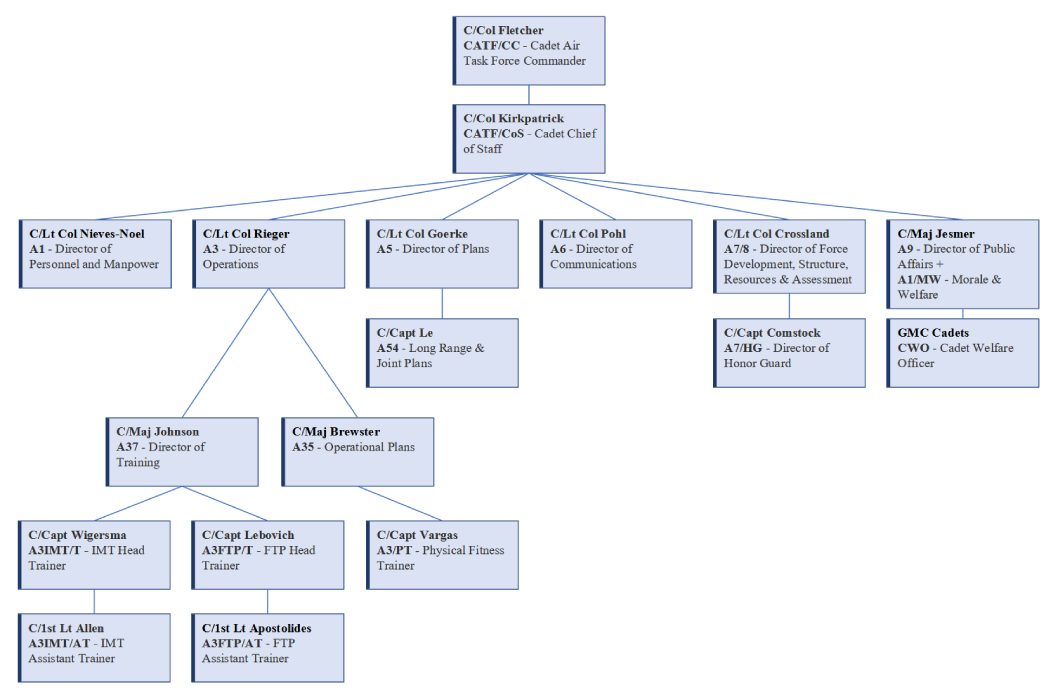 C/Col Fletcher
CATF/CC - Cadet Air
Task Force Commander
C/Col Kirkpatrick
CATF/CoS - Cadet Chief
of Staff
C/Lt Col Nieves-Noel
A1 - Director of
Personnel and Manpower
C/Lt Col Rieger
A3 - Director of
Operations
C/Lt Col Goerke
A5 - Director of Plans
C/Lt Col Pohl
A6 - Director of
Communications
C/Lt Col Crossland
A7/8 - Director of Force
Development, Structure,
Resources & Assessment
C/Maj Jesmer
A9 - Director of Public
Affairs +
A1/MW - Morale &
Welfare
C/Capt Le
A54 - Long Range &
Joint Plans
C/Capt Comstock
A7/HG - Director of
Honor Guard
GMC Cadets
CWO - Cadet Welfare
Officer
C/Maj Johnson
A37 - Director of
Training
C/Maj Brewster
A35 - Operational Plans
C/Capt Wigersma
A3IMT/T - IMT Head
Trainer
C/Capt Lebovich
A3FTP/T - FTP Head
Trainer
C/Capt Vargas
A3/PT - Physical Fitness
Trainer
C/1st Lt Allen
A3IMT/AT - IMT
Assistant Trainer
C/1st Lt Apostolides
A3FTP/AT - FTP
Assistant Trainer